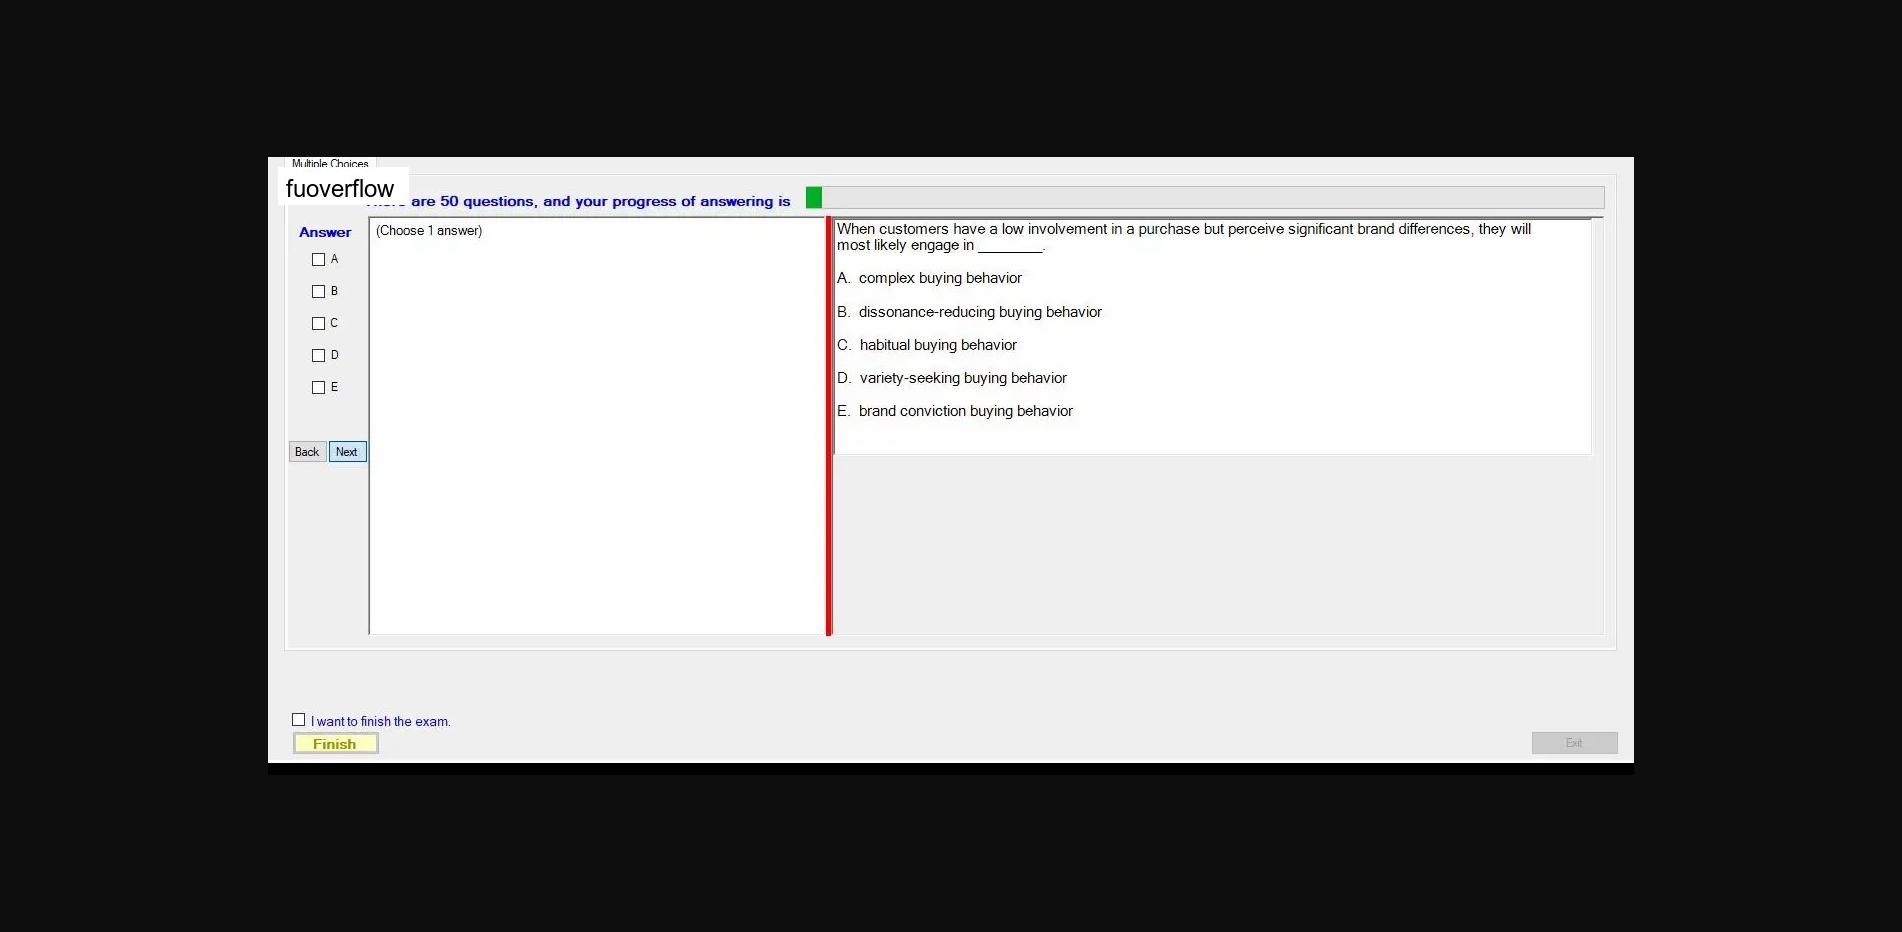 Multiple Choices
fuoverflow
are 50 questions, and your progress of answering is
Answer
(Choose 1 answer)
A
B
C
D
E
Back Next
When customers have a low involvement in a purchase but perceive significant brand differences, they will
most likely engage in ________.
A. complex buying behavior
B. dissonance-reducing buying behavior
C. habitual buying behavior
D. variety-seeking buying behavior
E. brand conviction buying behavior
I want to finish the exam.
Finish
Exit